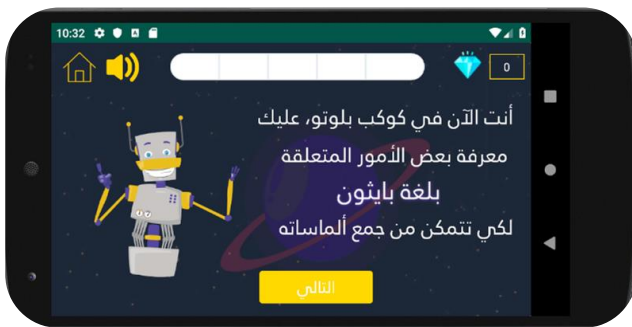 10:32
0
أنت الآن في كوكب بلوتو، عليك
معرفة بعض الأمور المتعلقة
بلغة بايثون
لكي تتمكن من جمع ألماساته
التالي